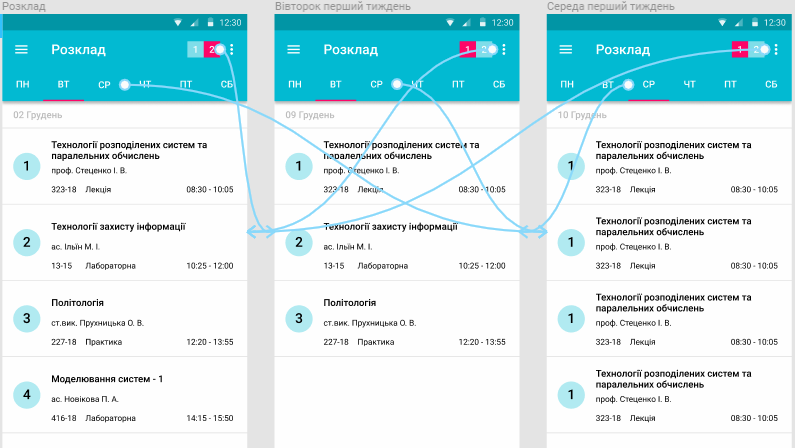 Розклад
12:30
Розклад
1 2
ПН ВТ СР ЧТ ПТ СБ
02 Грудень
1
Технології розподілених систем та
паралельних обчислень
проф. Стеценко І. В.
323-18 Лекція 08:30 - 10:05
2
Технології захисту інформації
ас. Ільїн М. І.
13-15 Лабораторна 10:25 - 12:00
3
Політологія
ст.вик. Прухницька О. В.
227-18 Практика 12:20 - 13:55
4
Моделювання систем - 1
ас. Новікова П. А.
416-18 Лабораторна 14:15 - 15:50
Вівторок перший тиждень
12:30
Розклад
1 2
ПН ВТ СР ЧТ ПТ СБ
09 Грудень
1
Технології розподілених систем та
паралельних обчислень
проф. Стеценко І. В.
323-18 Лекція 08:30 - 10:05
2
Технології захисту інформації
ас. Ільїн М. І.
13-15 Лабораторна 10:25 - 12:00
3
Політологія
ст.вик. Прухницька О. В.
227-18 Практика 12:20 - 13:55
Середа перший тиждень
12:30
Розклад
1 2
ПН ВТ СР ЧТ ПТ СБ
10 Грудень
1
Технології розподілених систем та
паралельних обчислень
проф. Стеценко І. В.
323-18 Лекція 08:30 - 10:05
1
Технології розподілених систем та
паралельних обчислень
проф. Стеценко І. В.
323-18 Лекція 08:30 - 10:05
1
Технології розподілених систем та
паралельних обчислень
проф. Стеценко І. В.
323-18 Лекція 08:30 - 10:05
1
Технології розподілених систем та
паралельних обчислень
проф. Стеценко І. В.
323-18 Лекція 08:30 - 10:05